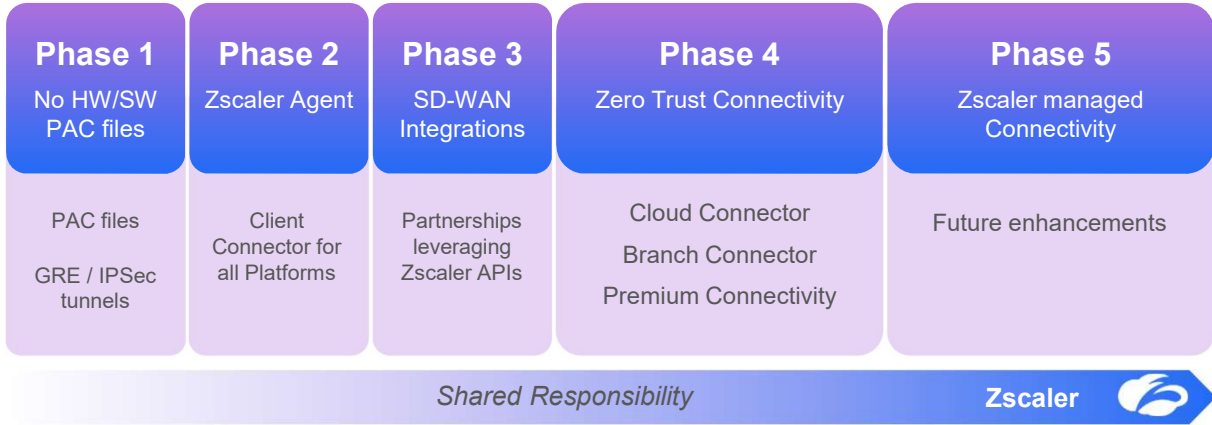 Phase 1
No HW/SW
PAC files
PAC files
GRE / IPSec
tunnels
Phase 2
Zscaler Agent
Client
Connector for
all Platforms
Phase 3
SD-WAN
Integrations
Partnerships
leveraging
Zscaler APIs
Phase 4
Zero Trust Connectivity
Cloud Connector
Branch Connector
Premium Connectivity
Phase 5
Zscaler managed
Connectivity
Future enhancements
Shared Responsibility
Zscaler